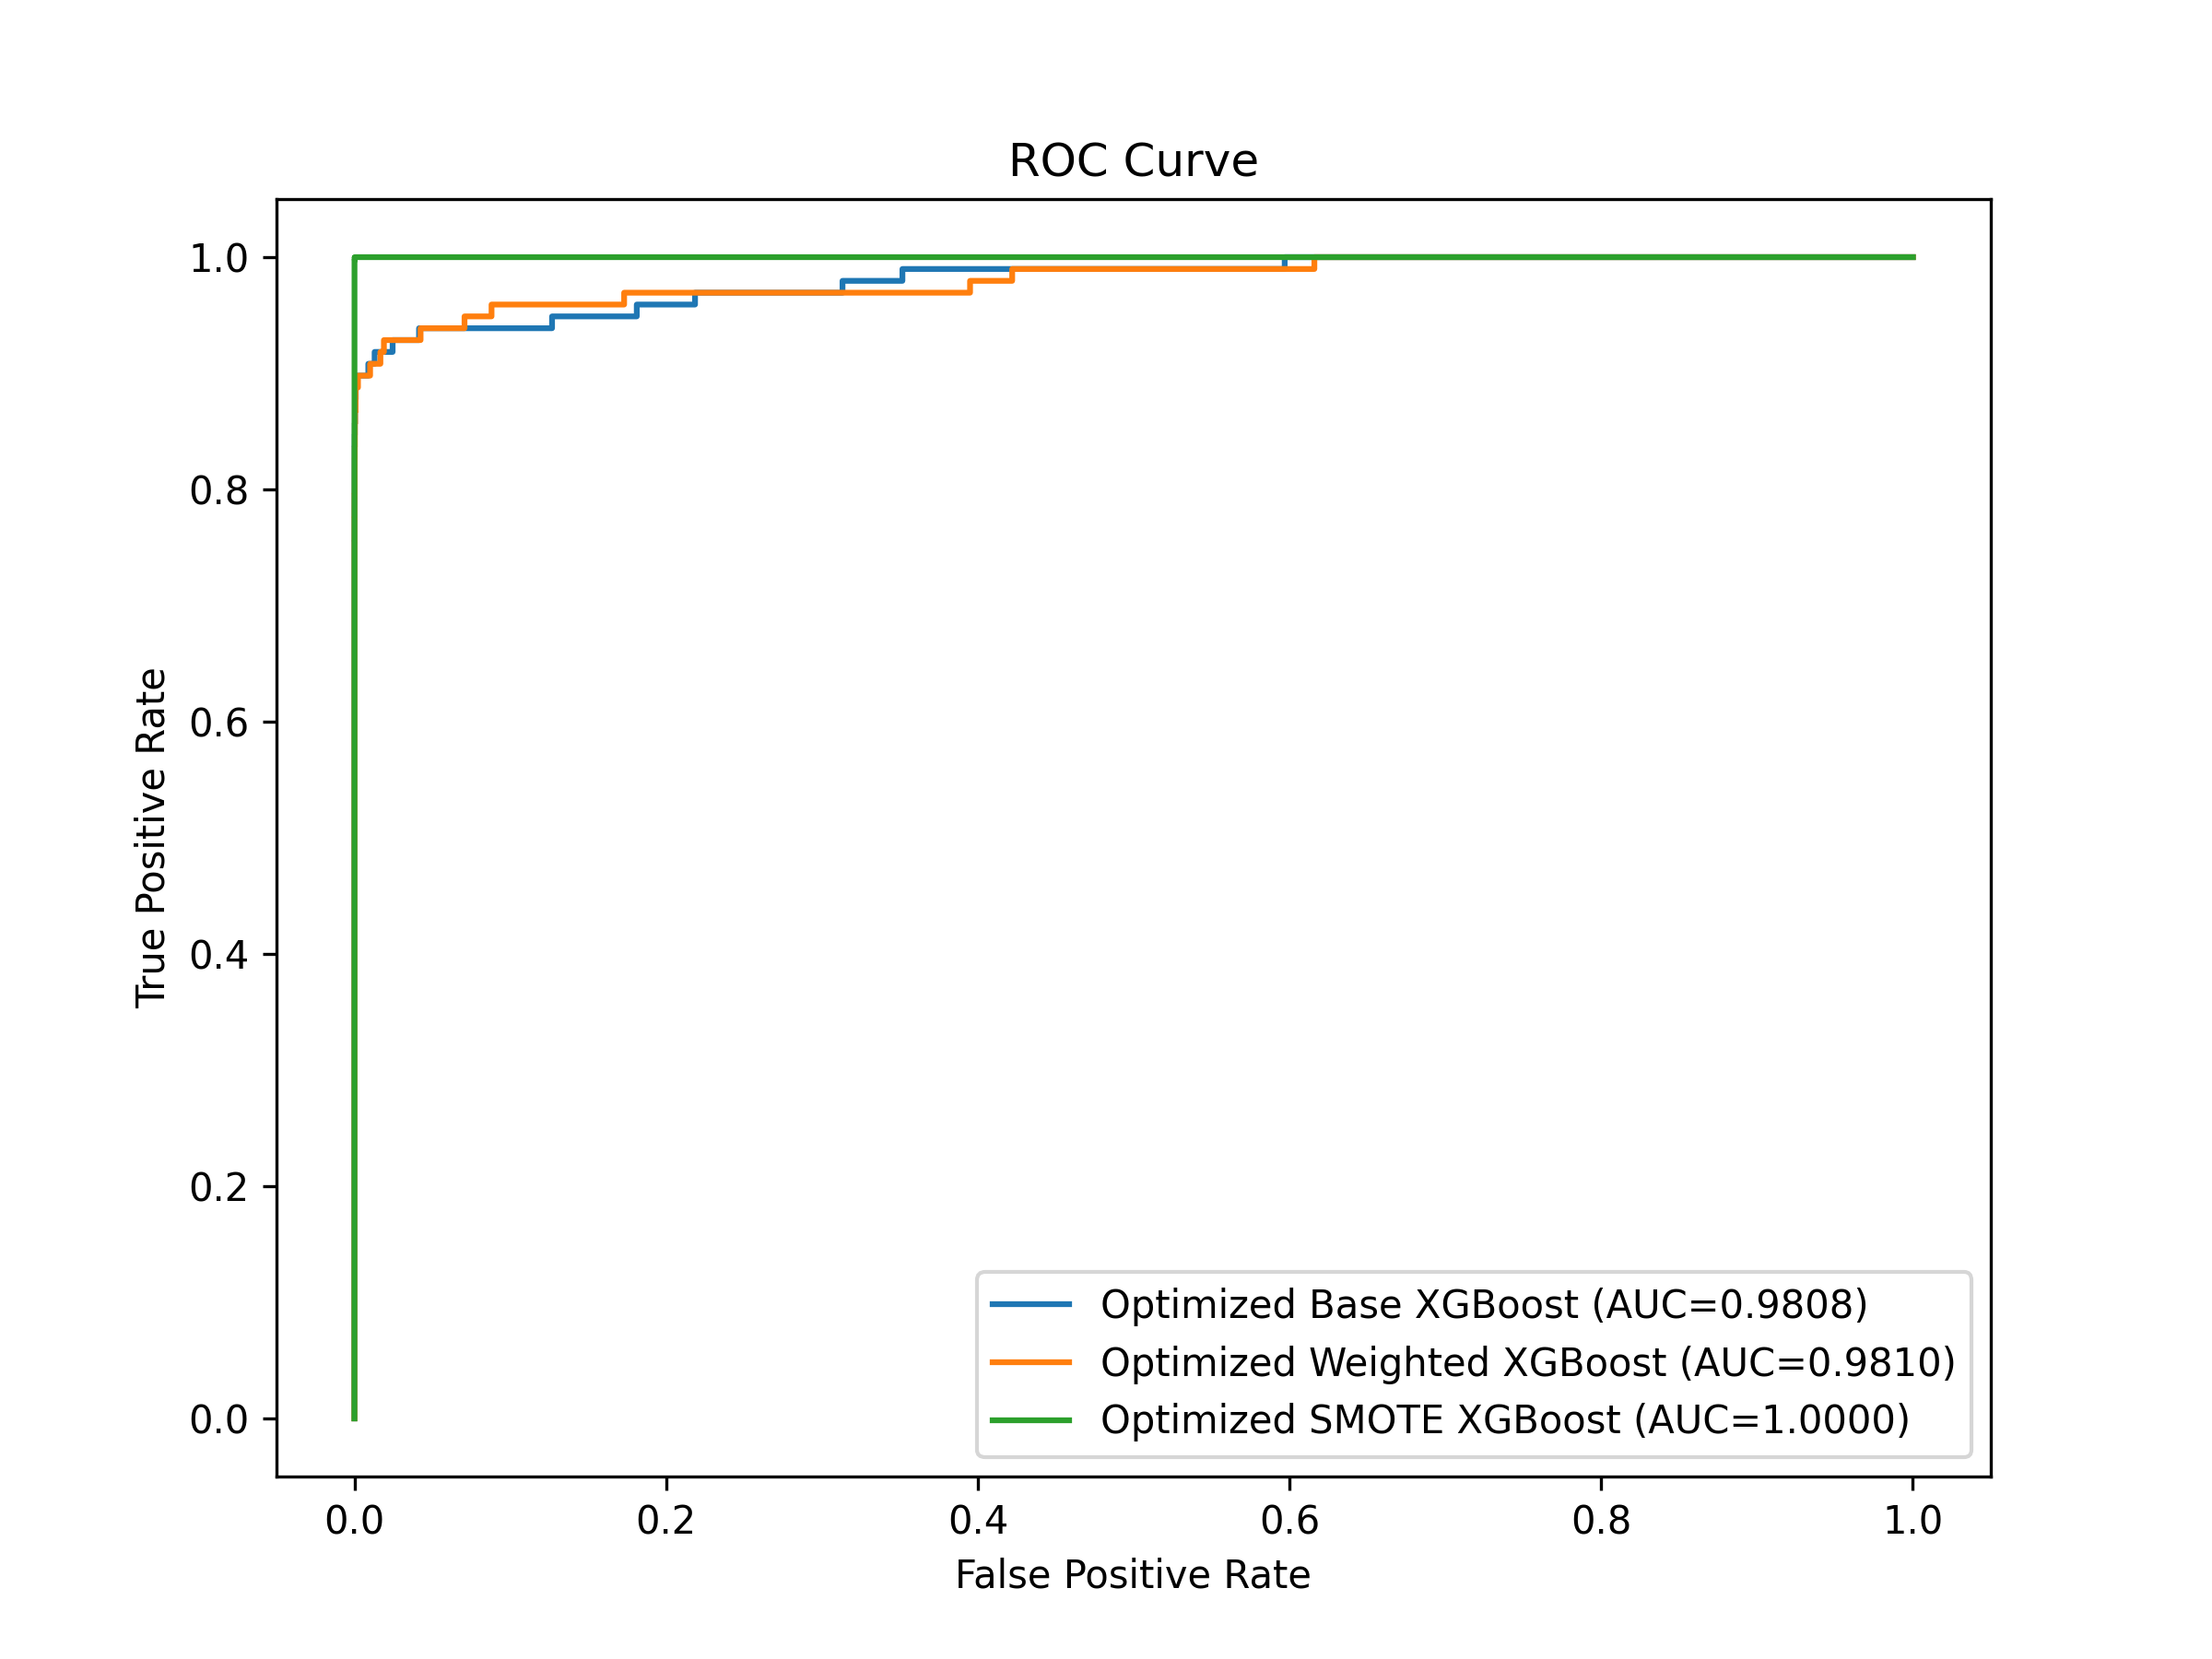 ROC Curve
1.0
0.8
0.6
0.4
0.2
0.0
True Positive Rate
Optimized Base XGBoost (AUC=0.9808)
Optimized Weighted XGBoost (AUC=0.9810)
Optimized SMOTE XGBoost (AUC=1.0000)
0.0 0.2 0.4 0.6 0.8 1.0
False Positive Rate